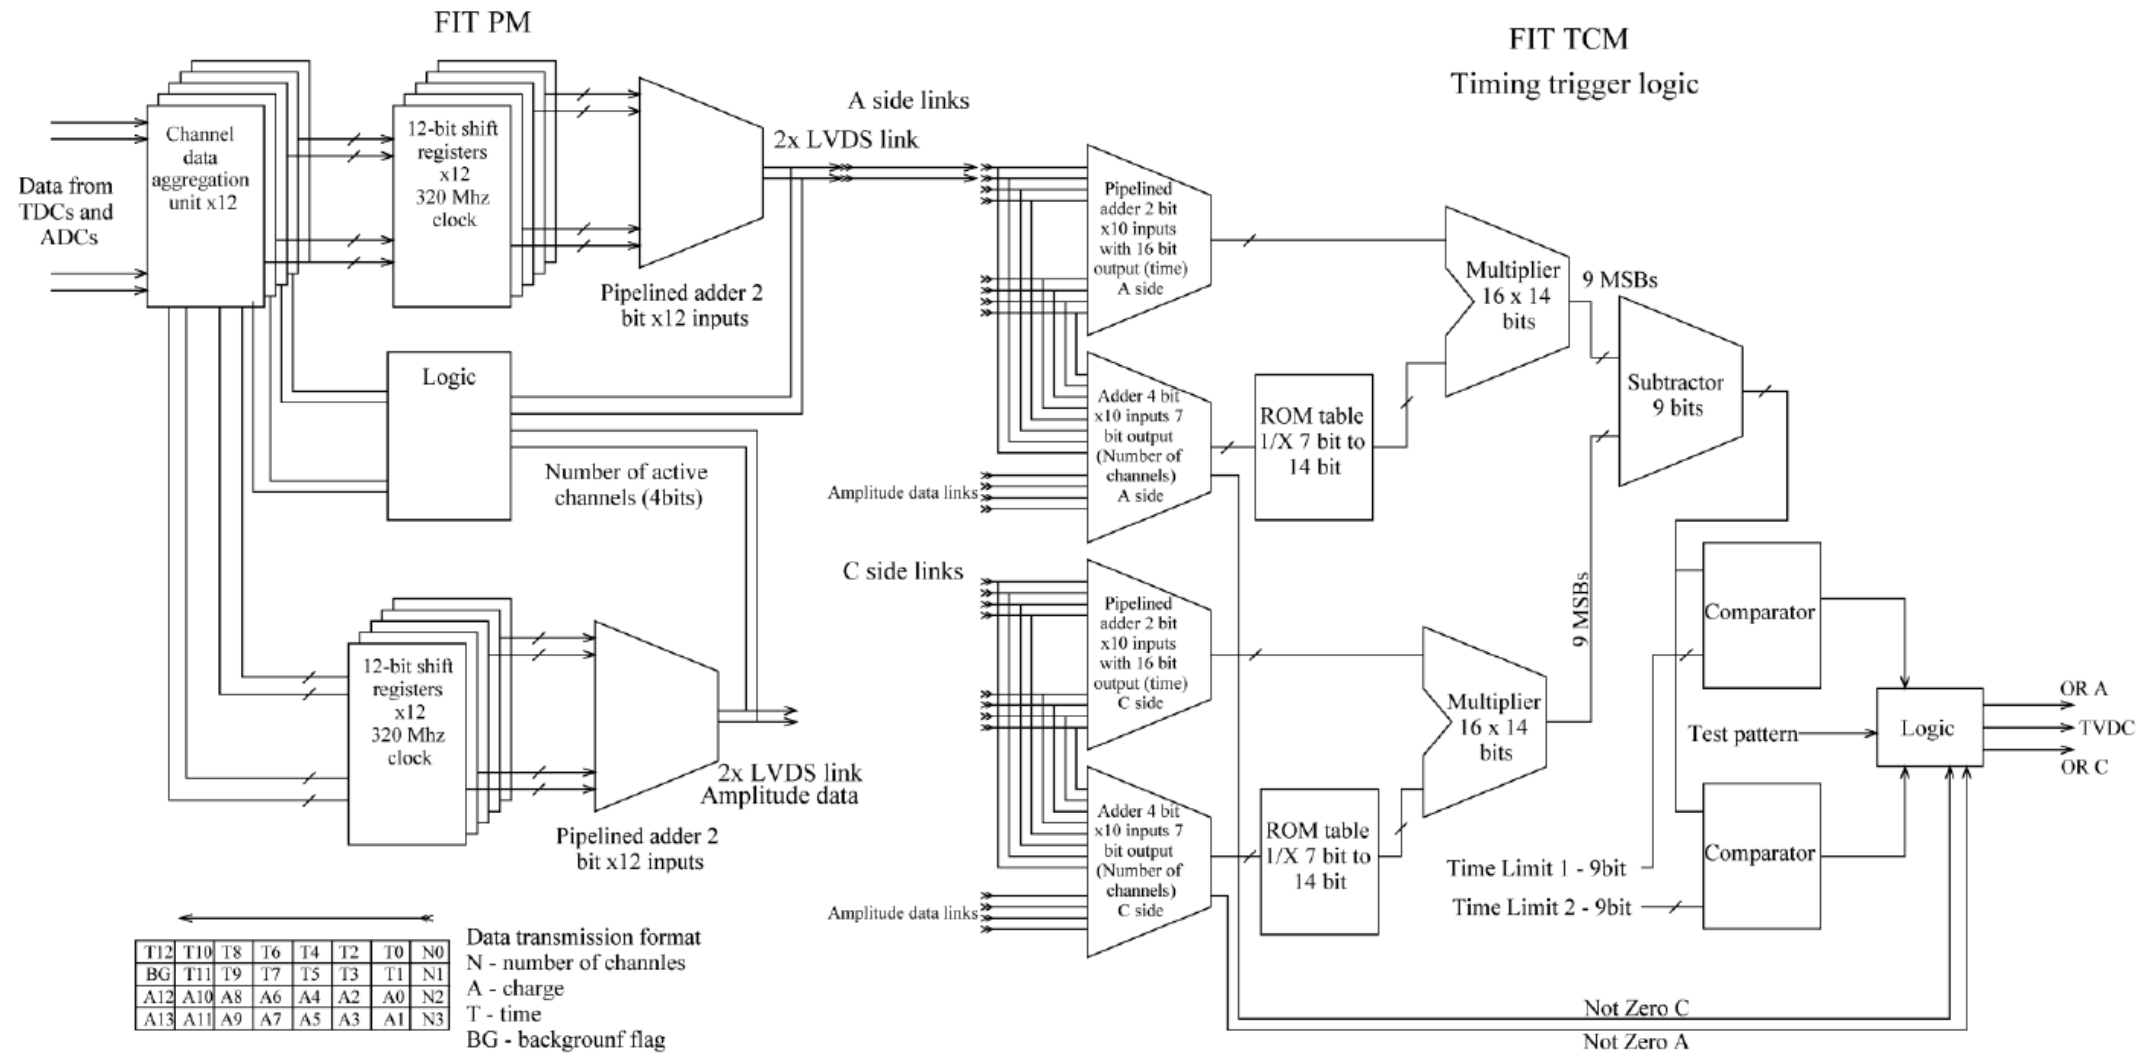 FIT PM
FIT TCM
Timing trigger logic
Data from
TDCs and
ADCs
Channel
data
aggregation
unit x12
12-bit shift
registers
x12
320 Mhz
clock
Pipelined adder 2
bit x12 inputs
A side links
2x LVDS link
Logic
Number of active
channels (4bits)
12-bit shift
registers
x12
320 Mhz
clock
Pipelined adder 2
bit x12 inputs
2x LVDS link
Amplitude data
Pipelined
adder 2 bit
x10 inputs
with 16 bit
output (time)
A side
Adder 4 bit
x10 inputs 7
bit output
(Number of
channels)
A side
Amplitude data links
ROM table
1/X 7 bit to
14 bit
Multiplier
16 x 14
bits
9 MSBs
Subtractor
9 bits
C side links
Pipelined
adder 2 bit
x10 inputs
with 16 bit
output (time)
C side
Adder 4 bit
x10 inputs 7
bit output
(Number of
channels)
C side
Amplitude data links
ROM table
1/X 7 bit to
14 bit
Multiplier
16 x 14
bits
9 MSBs
Comparator
Comparator
Time Limit 1 - 9bit
Time Limit 2 - 9bit
Test pattern
Logic
OR A
TVDC
OR C
Not Zero C
Not Zero A
T12 T10 T8 T6 T4 T2 T0 N0
BG T11 T9 T7 T5 T3 T1 N1
A12 A10 A8 A6 A4 A2 A0 N2
A13 A11 A9 A7 A5 A3 A1 N3
Data transmission format
N - number of channles
A - charge
T - time
BG - backgrounf flag